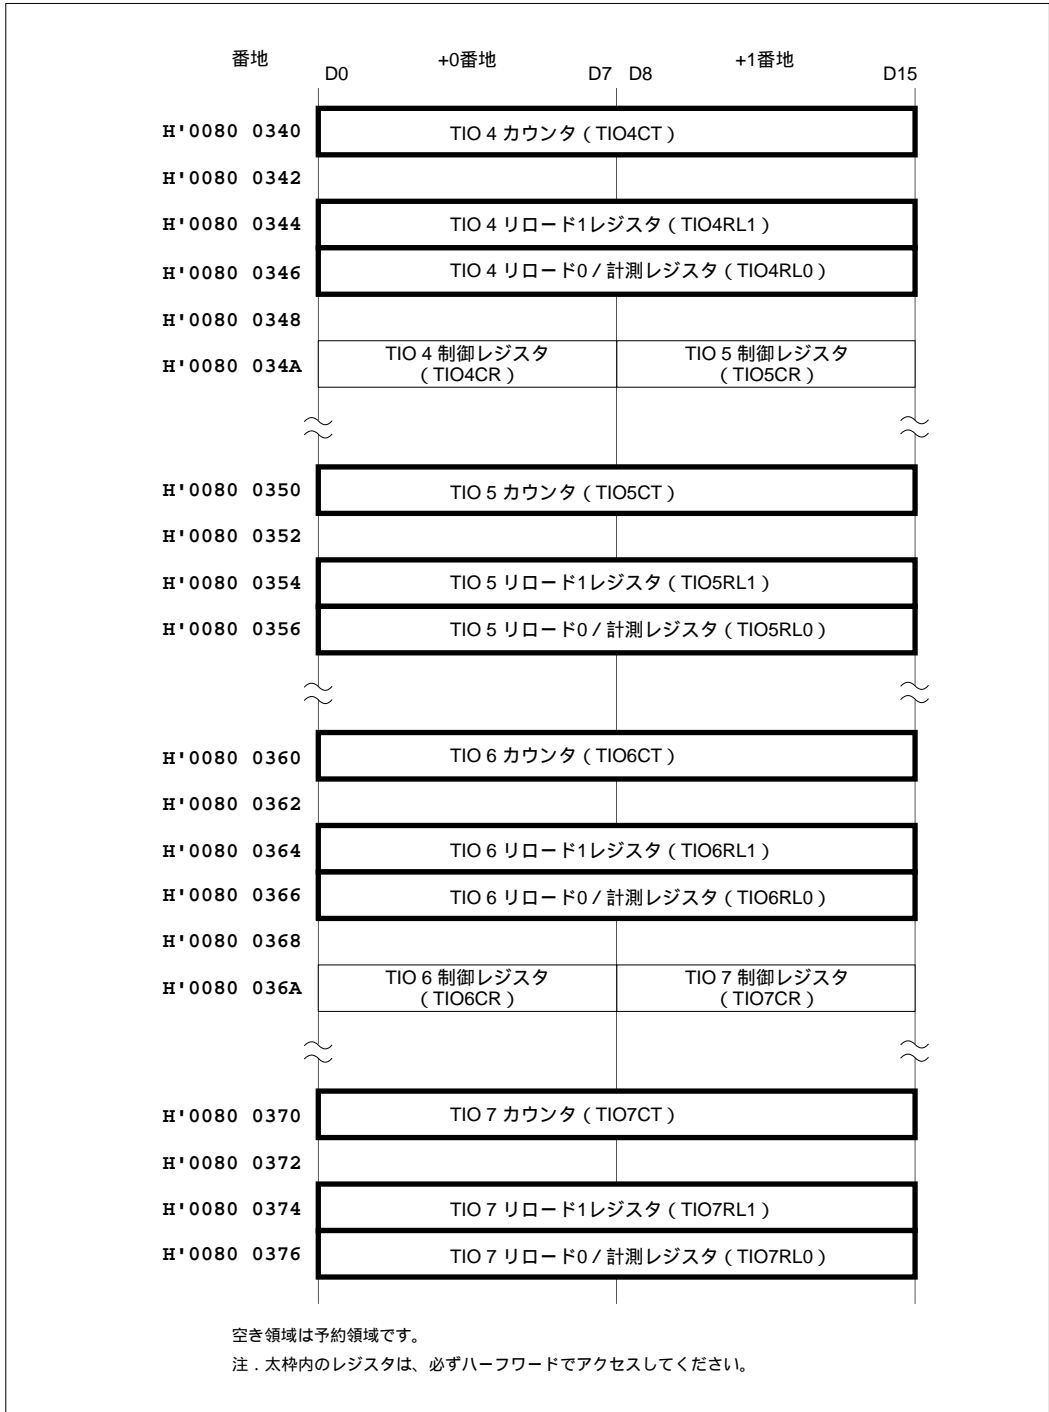 番地 +0番地 +1番地
D0 D7 D8 D15
H'0080 0340 TIO 4 カウンタ ( TIO4CT )
H'0080 0342
H'0080 0344 TIO 4 リロード1レジスタ ( TIO4RL1 )
H'0080 0346 TIO 4 リロード0 / 計測レジスタ ( TIO4RL0 )
H'0080 0348
H'0080 034A TIO 4 制御レジスタ ( TIO4CR ) TIO 5 制御レジスタ ( TIO5CR )
H'0080 0350 TIO 5 カウンタ ( TIO5CT )
H'0080 0352
H'0080 0354 TIO 5 リロード1レジスタ ( TIO5RL1 )
H'0080 0356 TIO 5 リロード0 / 計測レジスタ ( TIO5RL0 )
H'0080 0360 TIO 6 カウンタ ( TIO6CT )
H'0080 0362
H'0080 0364 TIO 6 リロード1レジスタ ( TIO6RL1 )
H'0080 0366 TIO 6 リロード0 / 計測レジスタ ( TIO6RL0 )
H'0080 0368
H'0080 036A TIO 6 制御レジスタ ( TIO6CR ) TIO 7 制御レジスタ ( TIO7CR )
H'0080 0370 TIO 7 カウンタ ( TIO7CT )
H'0080 0372
H'0080 0374 TIO 7 リロード1レジスタ ( TIO7RL1 )
H'0080 0376 TIO 7 リロード0 / 計測レジスタ ( TIO7RL0 )
空き領域は予約領域です。
注．太枠内のレジスタは、必ずハーフワードでアクセスしてください。